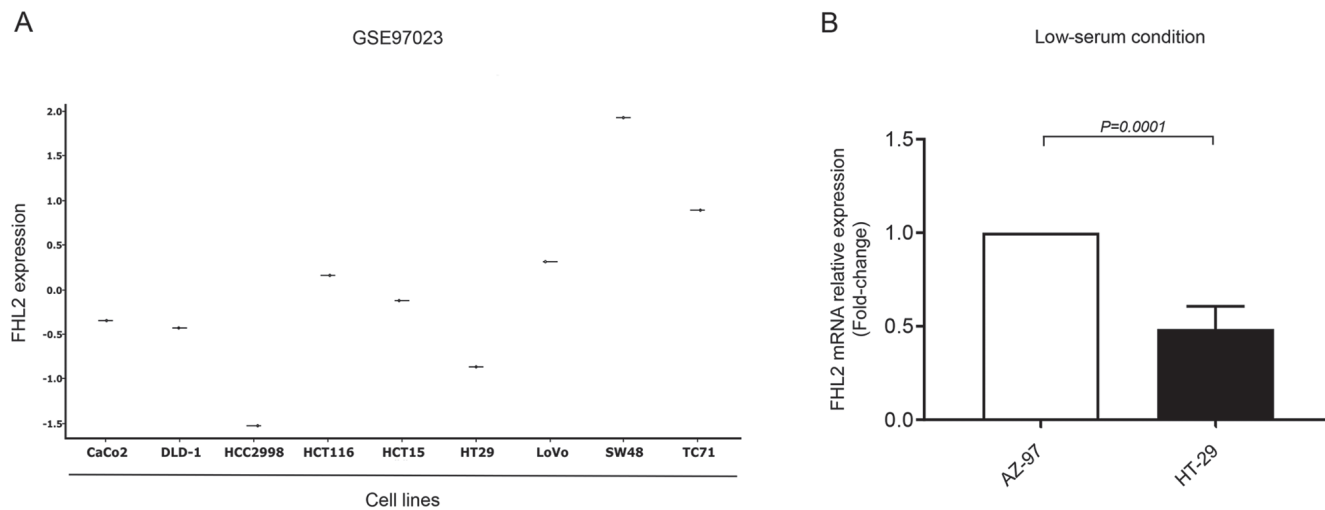 A
GSE97023
FHL2 expression
2.0
1.5
1.0
0.5
0.0
-0.5
-1.0
-1.5
CaCo2 DLD-1 HCC2998 HCT116 HCT15 HT29 LoVo SW48 TC71
Cell lines
B
Low-serum condition
P=0.0001
FHL2 mRNA relative expression
(Fold-change)
1.5
1.0
0.5
0.0
AZ-97
HT-29